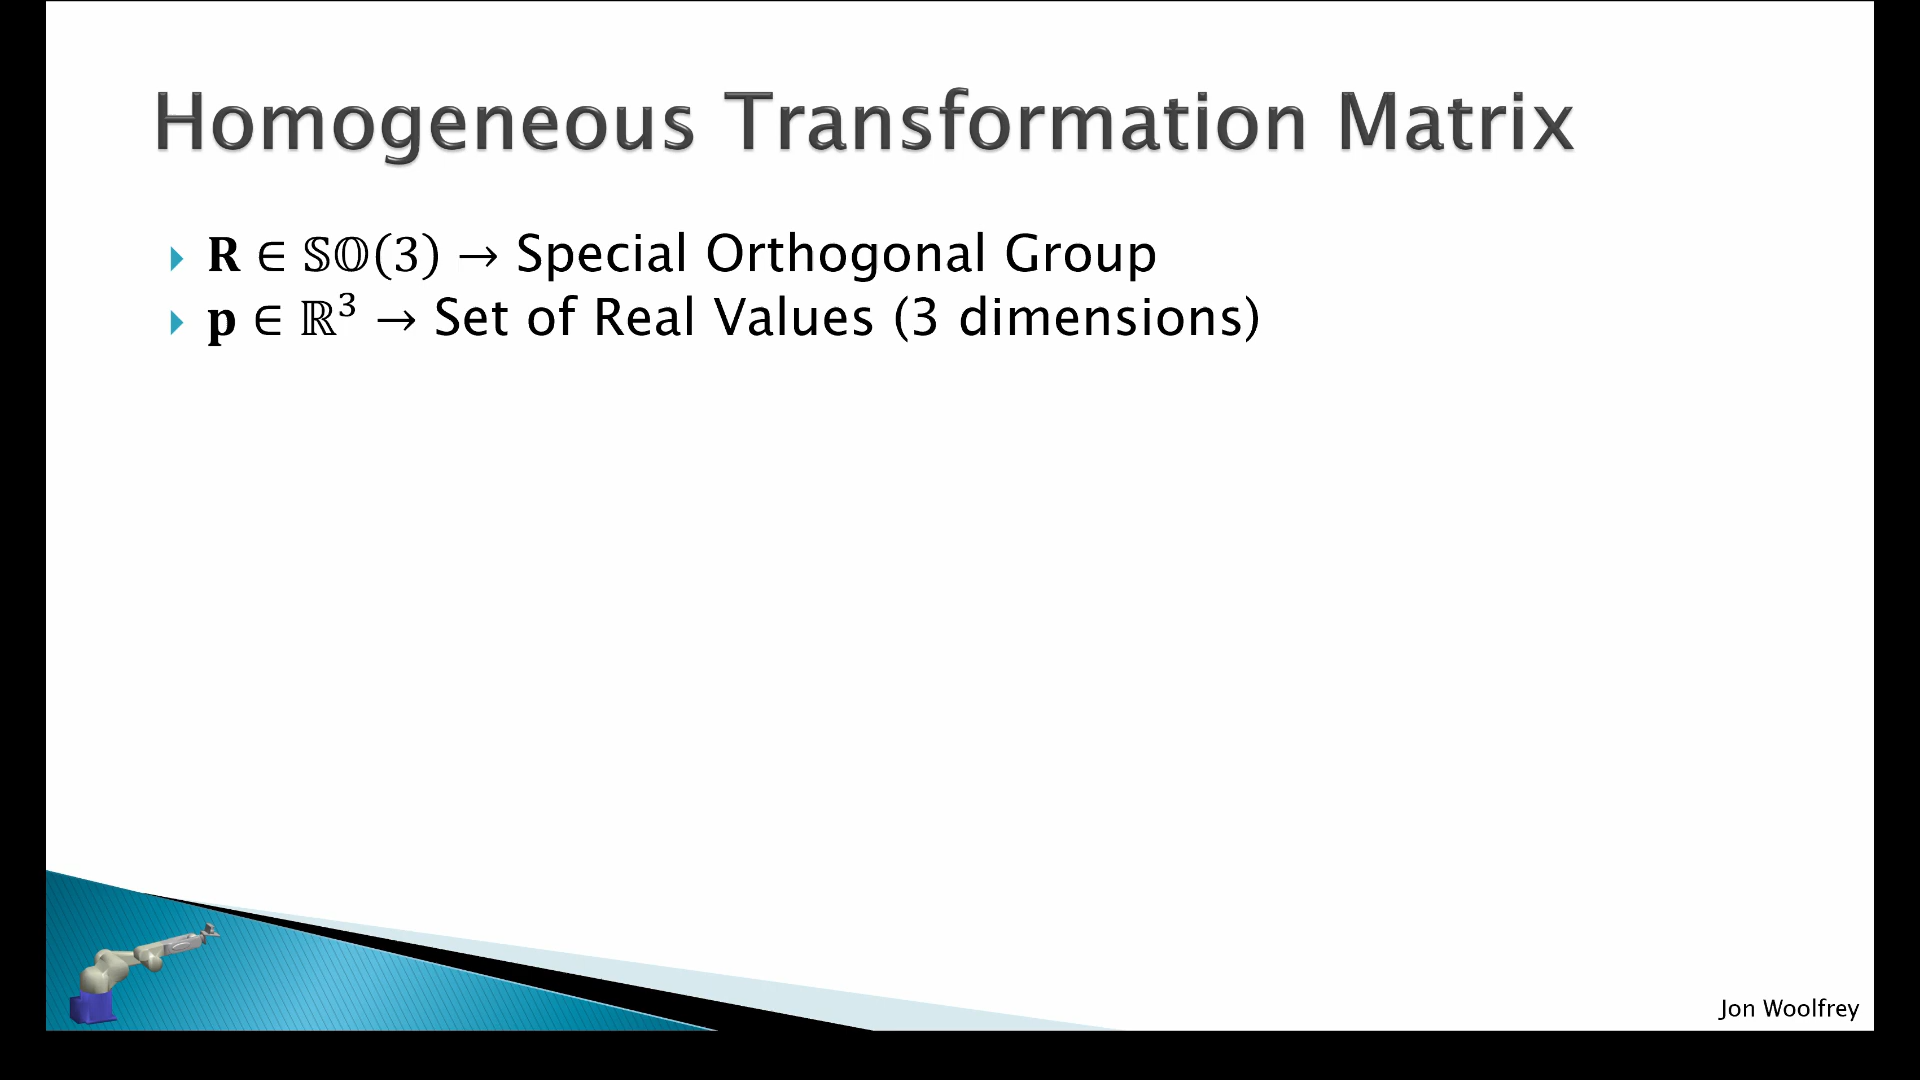 Homogeneous Transformation Matrix
𝐑 ∈ 𝕊𝕆(3) → Special Orthogonal Group
𝐩 ∈ ℝ³ → Set of Real Values (3 dimensions)
Jon Woolfrey